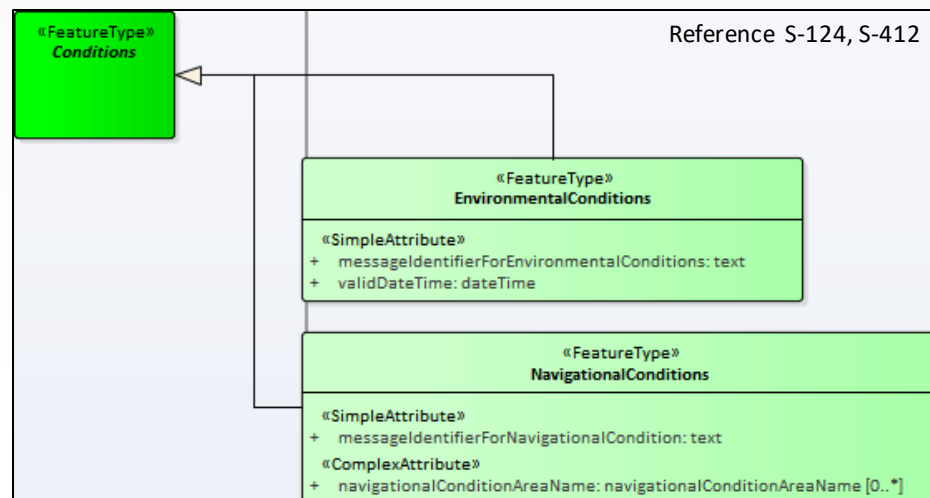 «FeatureType»
Conditions
Reference S-124, S-412
«FeatureType»
EnvironmentalConditions
«SimpleAttribute»
+ messageIdentifierForEnvironmentalConditions: text
+ validDateTime: dateTime
«FeatureType»
NavigationalConditions
«SimpleAttribute»
+ messageIdentifierForNavigationalCondition: text
«ComplexAttribute»
+ navigationalConditionAreaName: navigationalConditionAreaName [0..*]